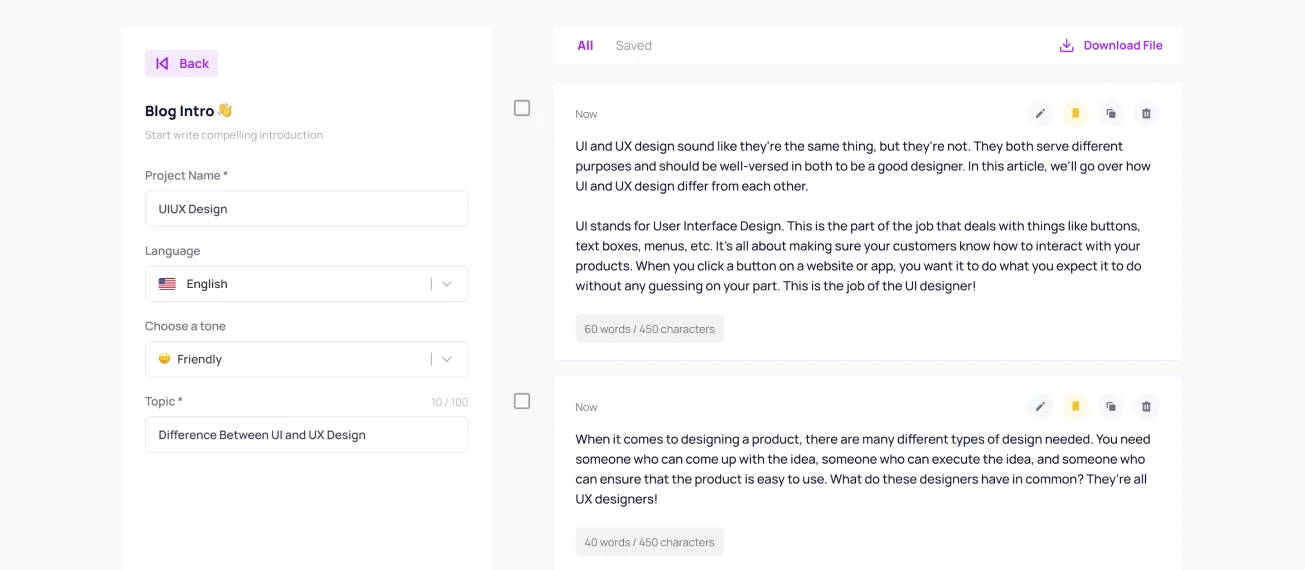 Back
Blog Intro 👋
Start write compelling introduction
Project Name *
UIUX Design
Language
English
Choose a tone
Friendly
Topic *
10 / 100
Difference Between UI and UX Design
All
Saved
Download File
Now
UI and UX design sound like they're the same thing, but they're not. They both serve different
purposes and should be well-versed in both to be a good designer. In this article, we'll go over how
UI and UX design differ from each other.
UI stands for User Interface Design. This is the part of the job that deals with things like buttons,
text boxes, menus, etc. It's all about making sure your customers know how to interact with your
products. When you click a button on a website or app, you want it to do what you expect it to do
without any guessing on your part. This is the job of the UI designer!
60 words / 450 characters
Now
When it comes to designing a product, there are many different types of design needed. You need
someone who can come up with the idea, someone who can execute the idea, and someone who
can ensure that the product is easy to use. What do these designers have in common? They're all
UX designers!
40 words / 450 characters